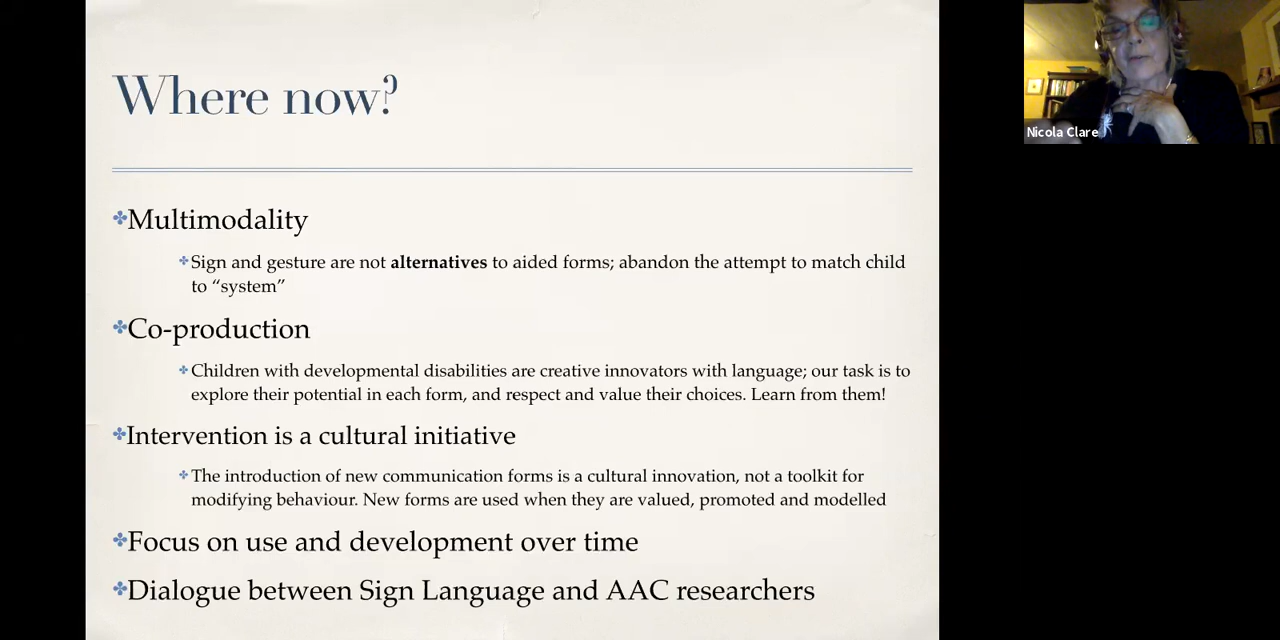 Where now?
Multimodality
Sign and gesture are not alternatives to aided forms; abandon the attempt to match child
to “system”
Co-production
Children with developmental disabilities are creative innovators with language; our task is to
explore their potential in each form, and respect and value their choices. Learn from them!
Intervention is a cultural initiative
The introduction of new communication forms is a cultural innovation, not a toolkit for
modifying behaviour. New forms are used when they are valued, promoted and modelled
Focus on use and development over time
Dialogue between Sign Language and AAC researchers
Nicola Clare